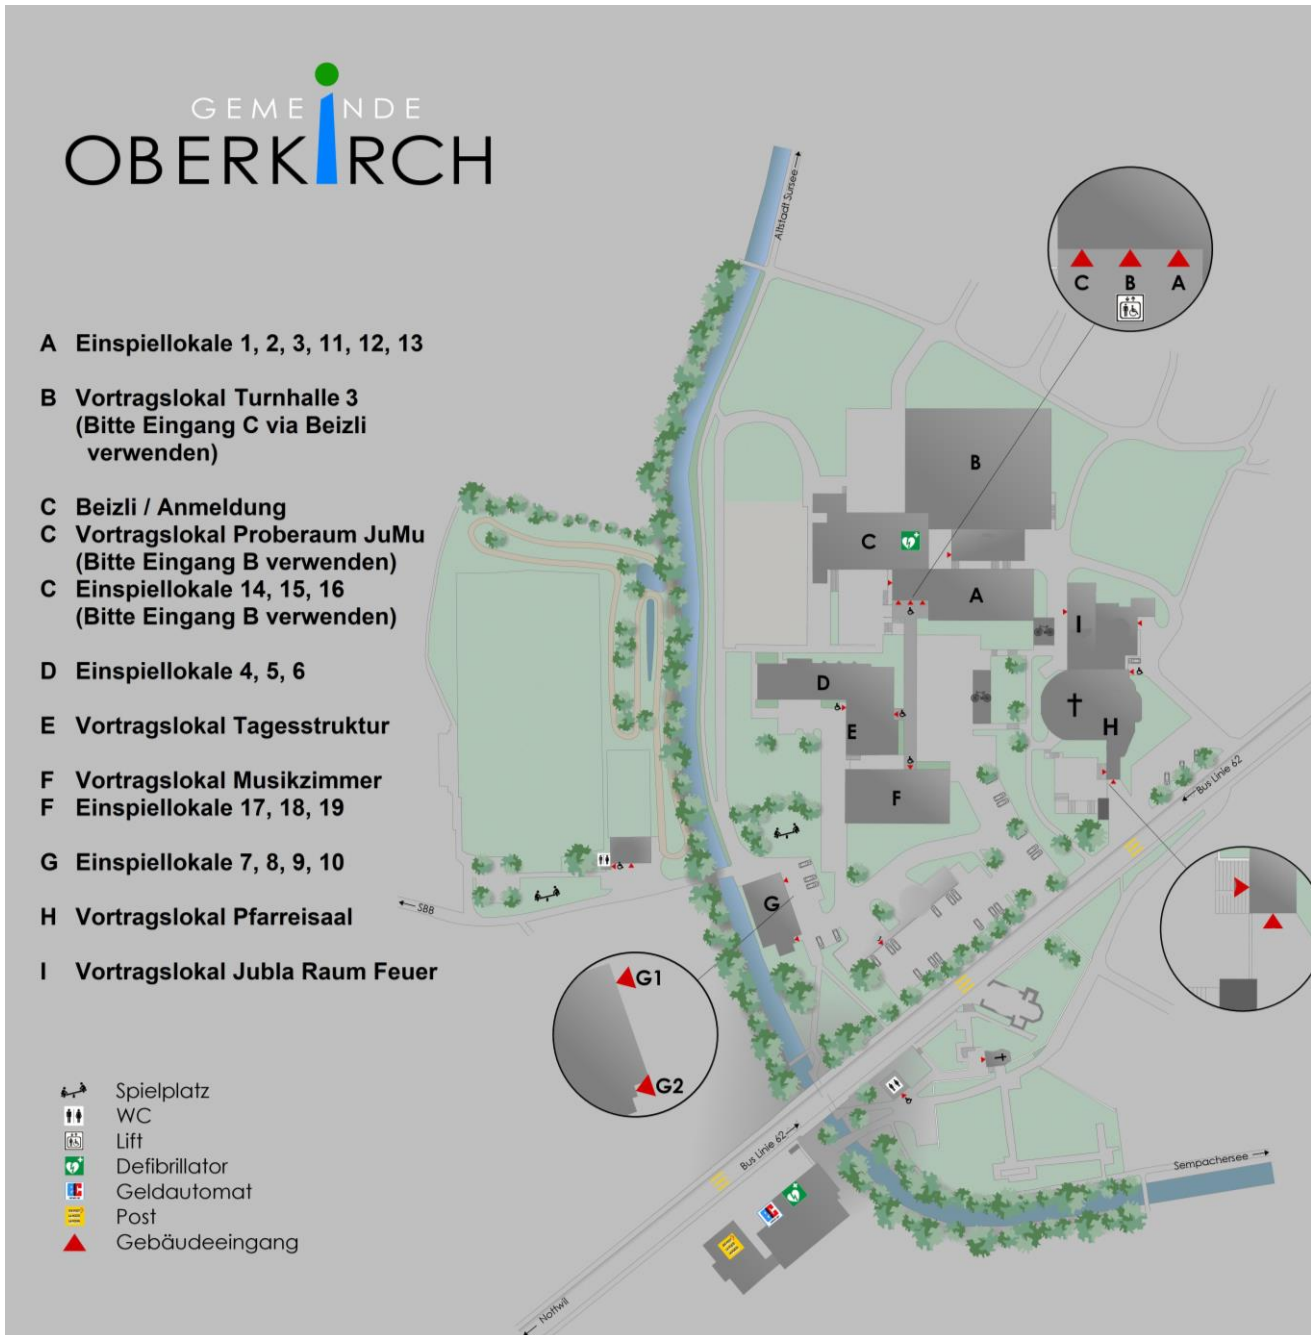 GEMEINDE
OBERKIRCH
A Einspiellokale 1, 2, 3, 11, 12, 13
B Vortragslokal Turnhalle 3
(Bitte Eingang C via Beizli
verwenden)
C Beizli / Anmeldung
C Vortragslokal Proberaum JuMu
(Bitte Eingang B verwenden)
C Einspiellokale 14, 15, 16
(Bitte Eingang B verwenden)
D Einspiellokale 4, 5, 6
E Vortragslokal Tagesstruktur
F Vortragslokal Musikzimmer
F Einspiellokale 17, 18, 19
G Einspiellokale 7, 8, 9, 10
H Vortragslokal Pfarreisaal
I Vortragslokal Jubla Raum Feuer
Spielplatz
WC
Lift
Defibrillator
Geldautomat
Post
Gebäudeeingang
Altstadt Sursee
C B A
B
C
A
I
D
H
E
F
Bus Linie 62
G
SBB
G1
G2
Bus Linie 62
Sempachersee
Nottwil